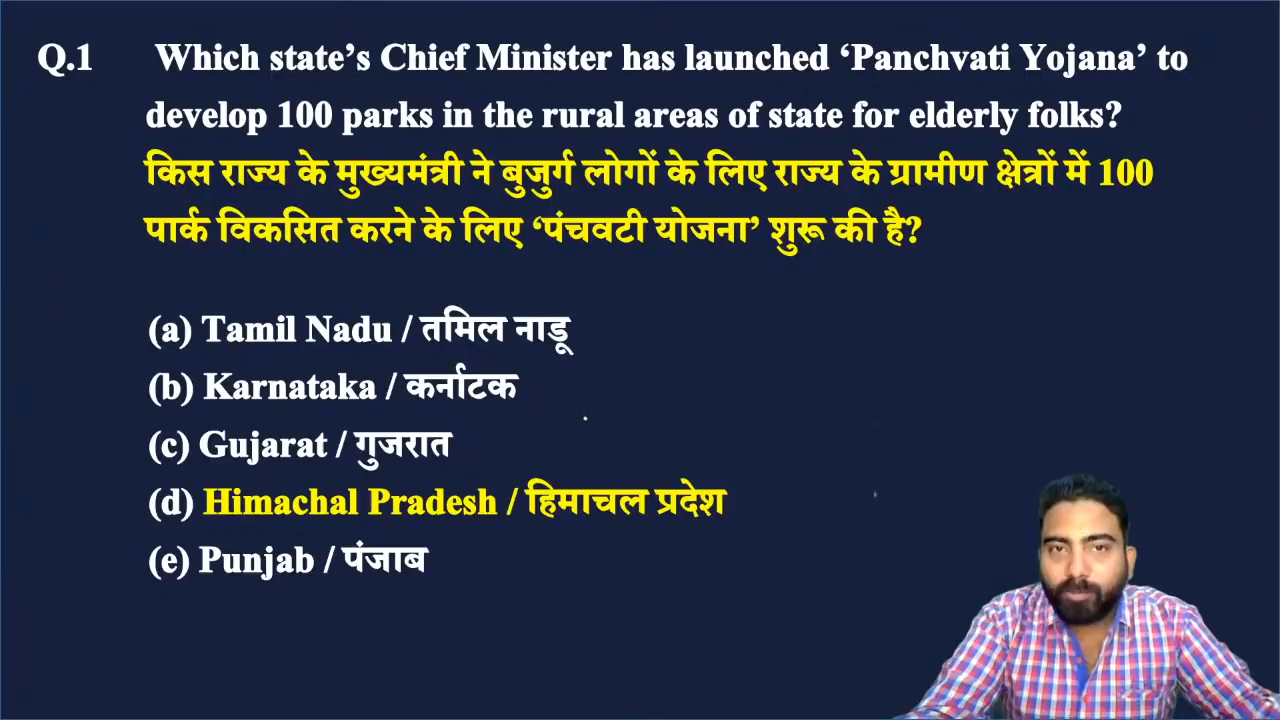 Q.1 Which state’s Chief Minister has launched ‘Panchvati Yojana’ to
develop 100 parks in the rural areas of state for elderly folks?
किस राज्य के मुख्यमंत्री ने बुजुर्ग लोगों के लिए राज्य के ग्रामीण क्षेत्रों में 100
पार्क विकसित करने के लिए ‘पंचवटी योजना’ शुरू की है?
(a) Tamil Nadu / तमिल नाडू
(b) Karnataka / कर्नाटक
(c) Gujarat / गुजरात
(d) Himachal Pradesh / हिमाचल प्रदेश
(e) Punjab / पंजाब